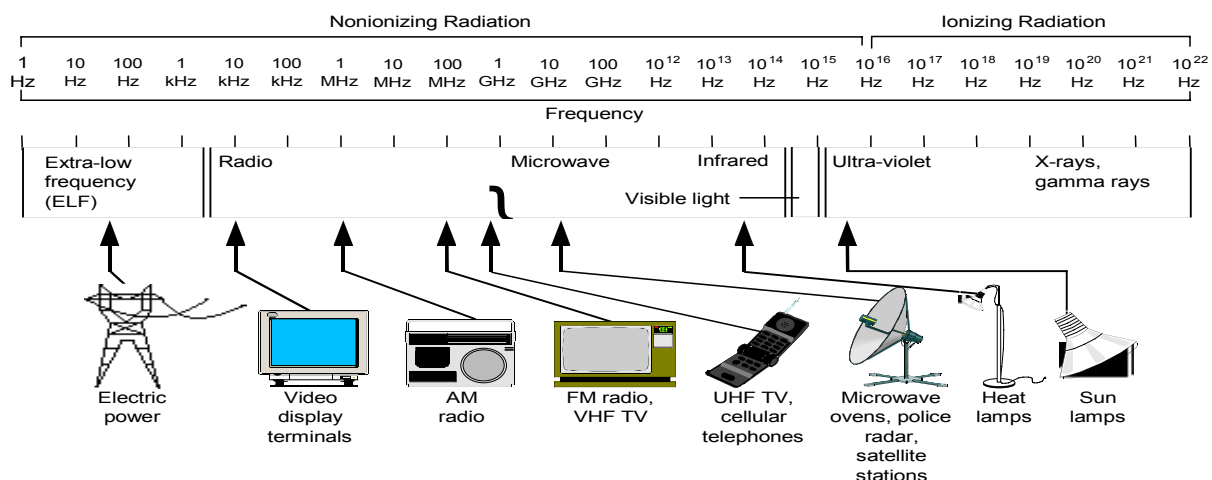 Nonionizing Radiation Ionizing Radiation
1 10 100 1 10 100 1 10 100 1 10 100 10¹² 10¹³ 10¹⁴ 10¹⁵ 10¹⁶ 10¹⁷ 10¹⁸ 10¹⁹ 10²⁰ 10²¹ 10²²
Hz Hz Hz kHz kHz kHz MHz MHz MHz GHz GHz GHz Hz Hz Hz Hz Hz Hz Hz Hz Hz Hz Hz
Frequency
Extra-low
frequency
(ELF)
Radio
Microwave
Infrared
Visible light
Ultra-violet
X-rays,
gamma rays
Electric
power
Video
display
terminals
AM
radio
FM radio,
VHF TV
UHF TV,
cellular
telephones
Microwave
ovens, police
radar,
satellite
stations
Heat
lamps
Sun
lamps